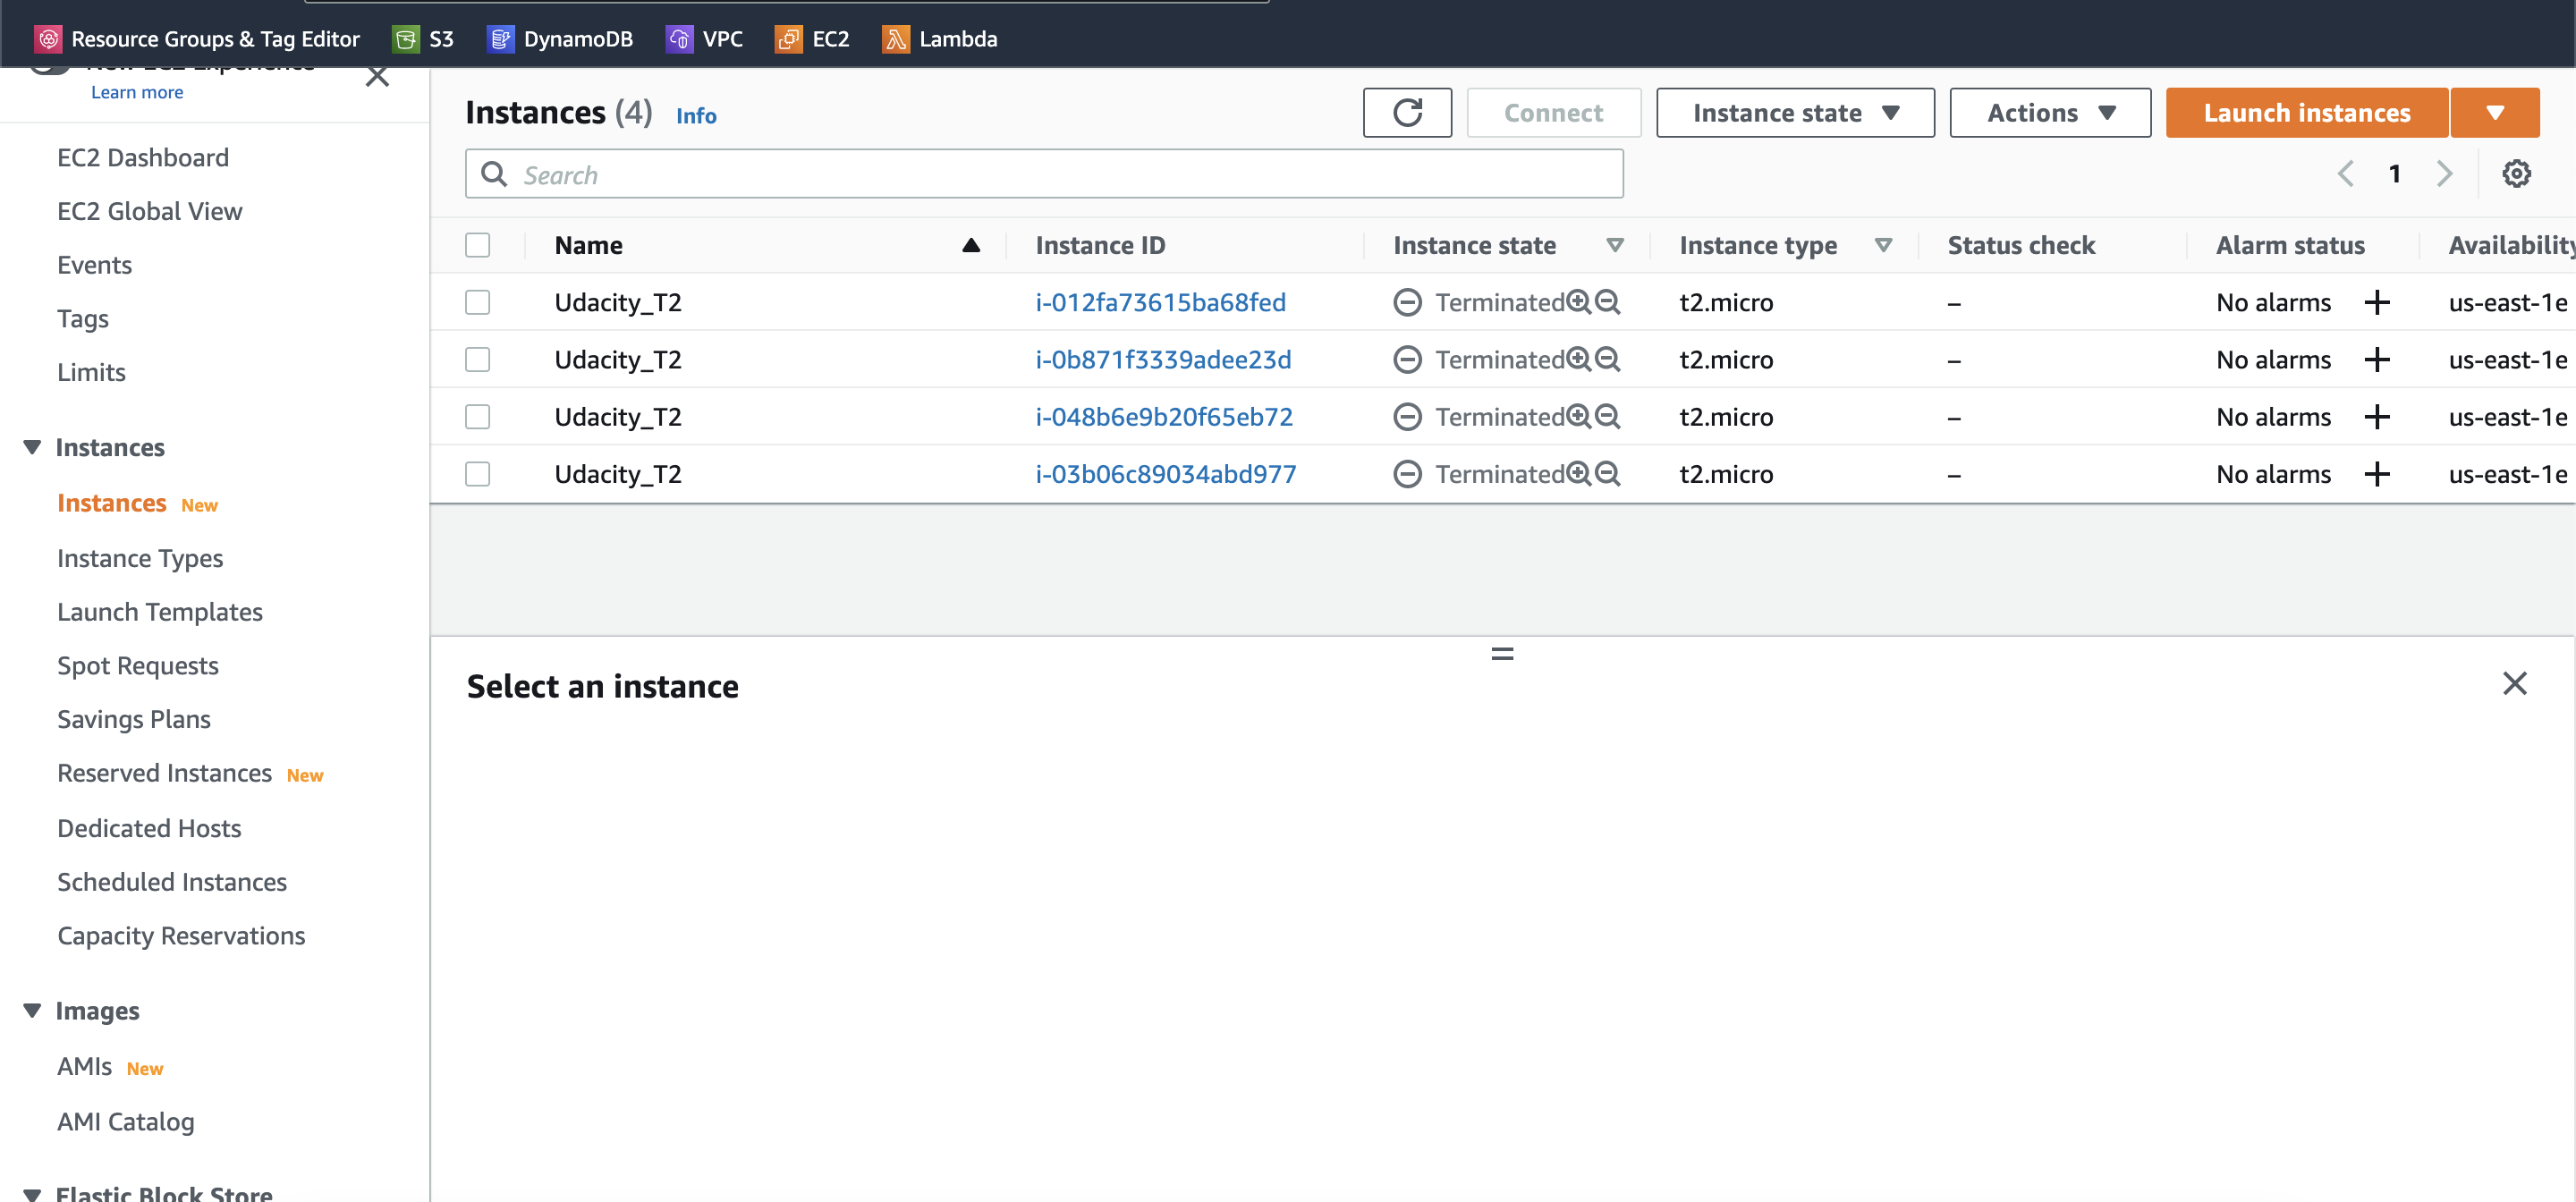 Resource Groups & Tag Editor S3 DynamoDB VPC EC2 Lambda
New EC2 Experience
Learn more
EC2 Dashboard
EC2 Global View
Events
Tags
Limits
Instances
Instances New
Instance Types
Launch Templates
Spot Requests
Savings Plans
Reserved Instances New
Dedicated Hosts
Scheduled Instances
Capacity Reservations
Images
AMIs New
AMI Catalog
Elastic Block Store
Instances (4) Info
Connect Instance state Actions Launch instances
Search
1
Name Instance ID Instance state Instance type Status check Alarm status Availability
Udacity_T2 i-012fa73615ba68fed Terminated t2.micro – No alarms + us-east-1e
Udacity_T2 i-0b871f3339adee23d Terminated t2.micro – No alarms + us-east-1e
Udacity_T2 i-048b6e9b20f65eb72 Terminated t2.micro – No alarms + us-east-1e
Udacity_T2 i-03b06c89034abd977 Terminated t2.micro – No alarms + us-east-1e
Select an instance